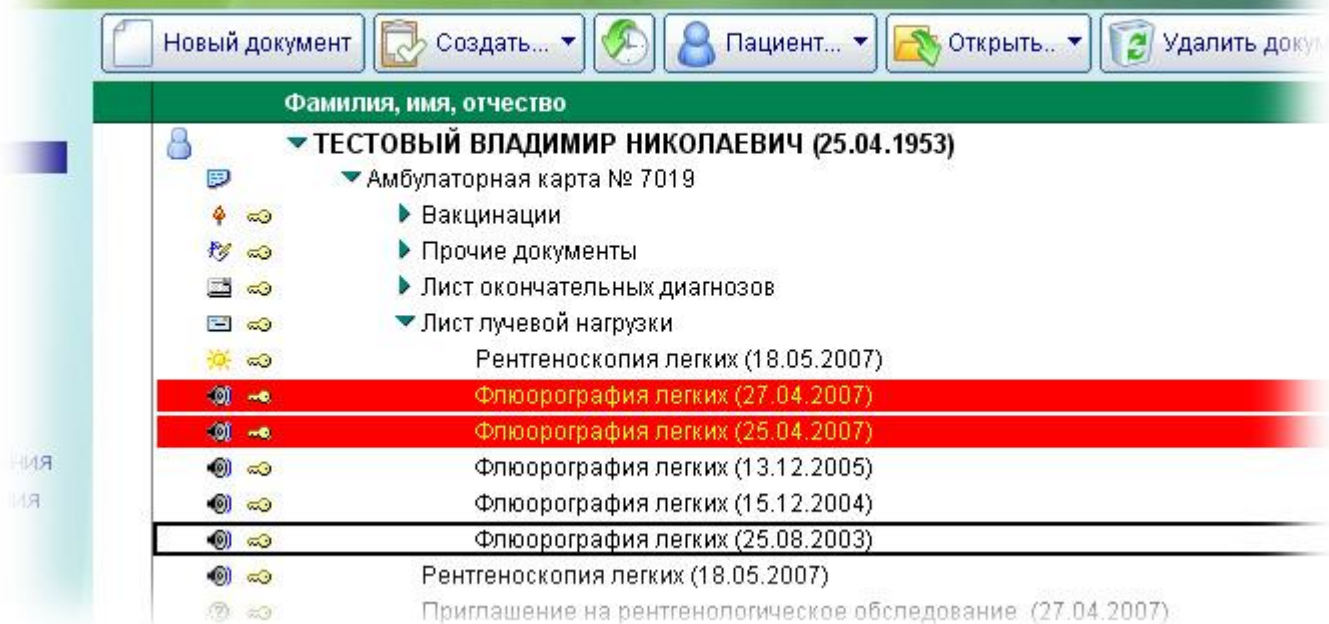 Новый документ Создать... Пациент... Открыть.. Удалить
Фамилия, имя, отчество
ТЕСТОВЫЙ ВЛАДИМИР НИКОЛАЕВИЧ (25.04.1953)
Амбулаторная карта № 7019
Вакцинации
Прочие документы
Лист окончательных диагнозов
Лист лучевой нагрузки
Рентгеноскопия легких (18.05.2007)
Флюорография легких (27.04.2007)
Флюорография легких (25.04.2007)
Флюорография легких (13.12.2005)
Флюорография легких (15.12.2004)
Флюорография легких (25.08.2003)
Рентгеноскопия легких (18.05.2007)
Приглашение на рентгенологическое обследование (27.04.2007)